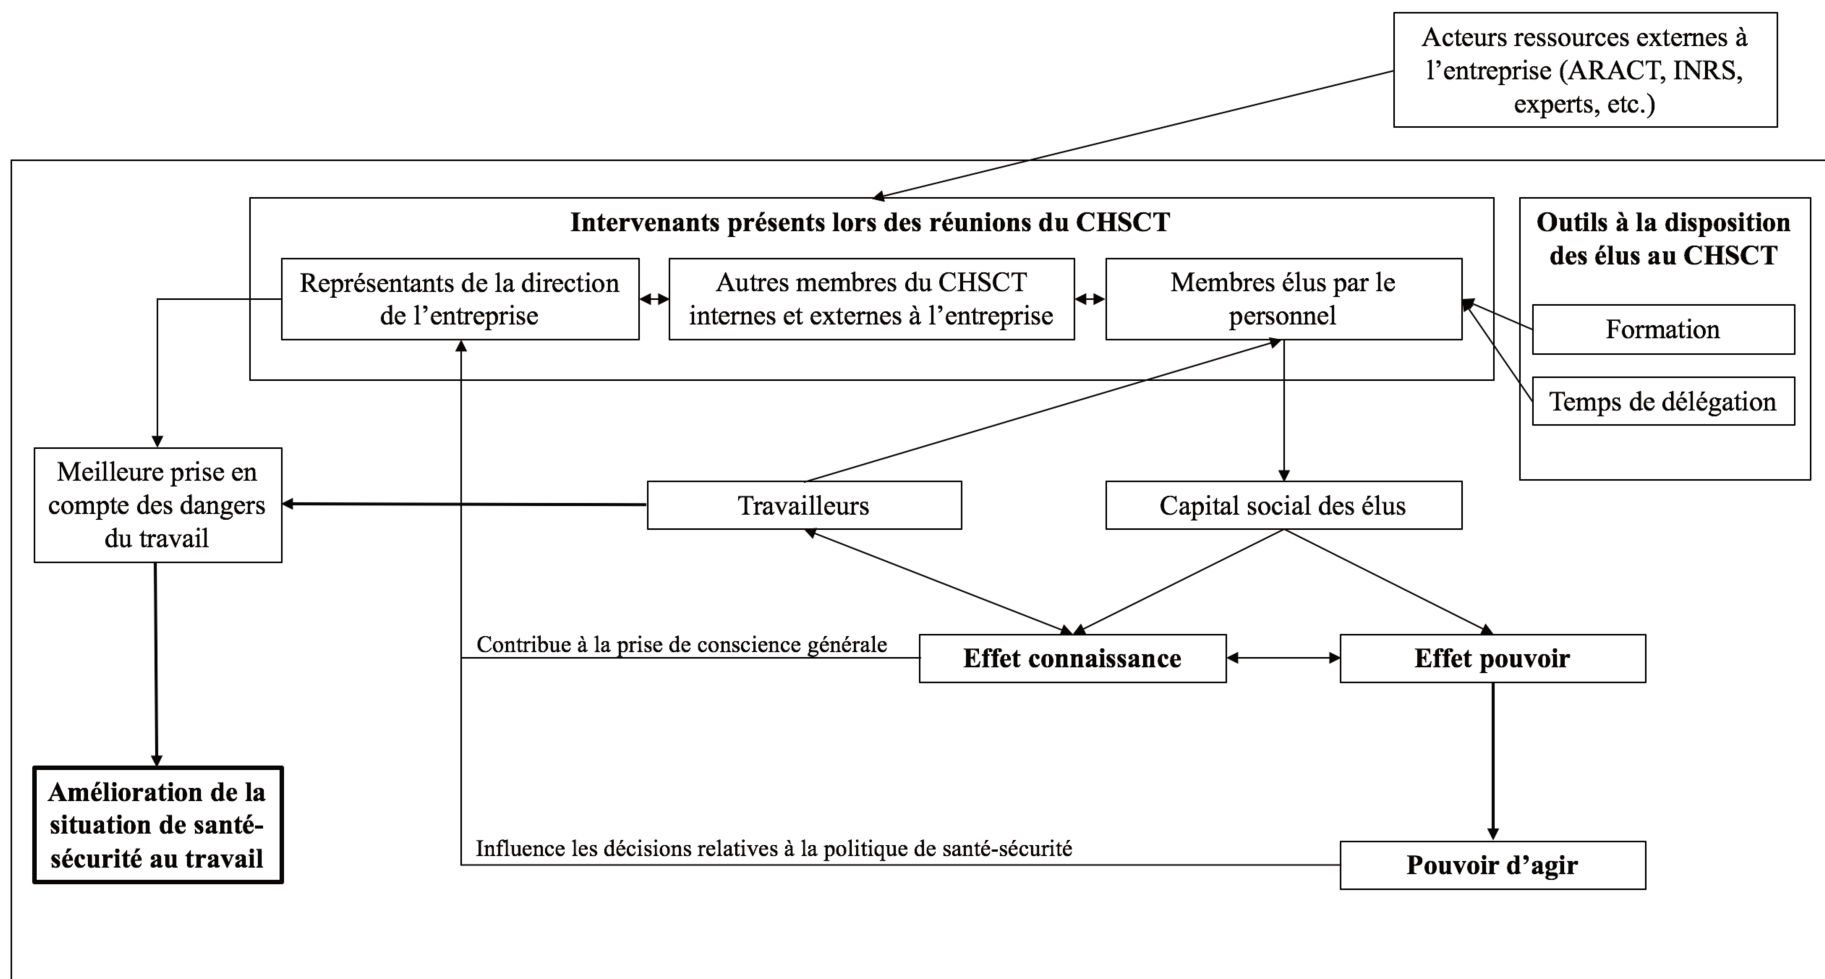 Acteurs ressources externes à
l’entreprise (ARACT, INRS,
experts, etc.)
Intervenants présents lors des réunions du CHSCT
Représentants de la direction
de l’entreprise
Autres membres du CHSCT
internes et externes à l’entreprise
Membres élus par le
personnel
Outils à la disposition
des élus au CHSCT
Formation
Temps de délégation
Meilleure prise en
compte des dangers
du travail
Travailleurs
Capital social des élus
Contribue à la prise de conscience générale
Effet connaissance
Effet pouvoir
Amélioration de la
situation de santé-
sécurité au travail
Influence les décisions relatives à la politique de santé-sécurité
Pouvoir d’agir